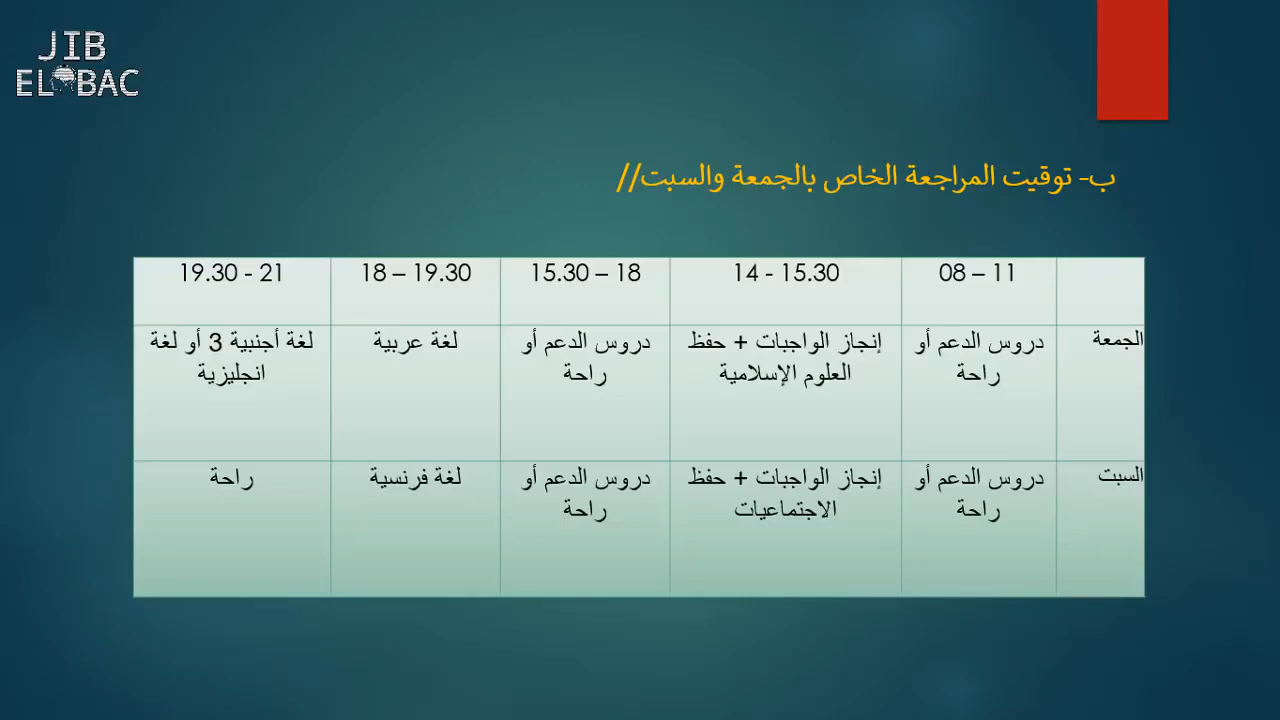 JIB
EL BAC
ب- توقيت المراجعة الخاص بالجمعة والسبت//
08 – 11
14 - 15.30
15.30 – 18
18 – 19.30
19.30 - 21
الجمعة
دروس الدعم أو
راحة
إنجاز الواجبات + حفظ
العلوم الإسلامية
دروس الدعم أو
راحة
لغة عربية
لغة أجنبية 3 أو لغة
انجليزية
السبت
دروس الدعم أو
راحة
إنجاز الواجبات + حفظ
الاجتماعيات
دروس الدعم أو
راحة
لغة فرنسية
راحة